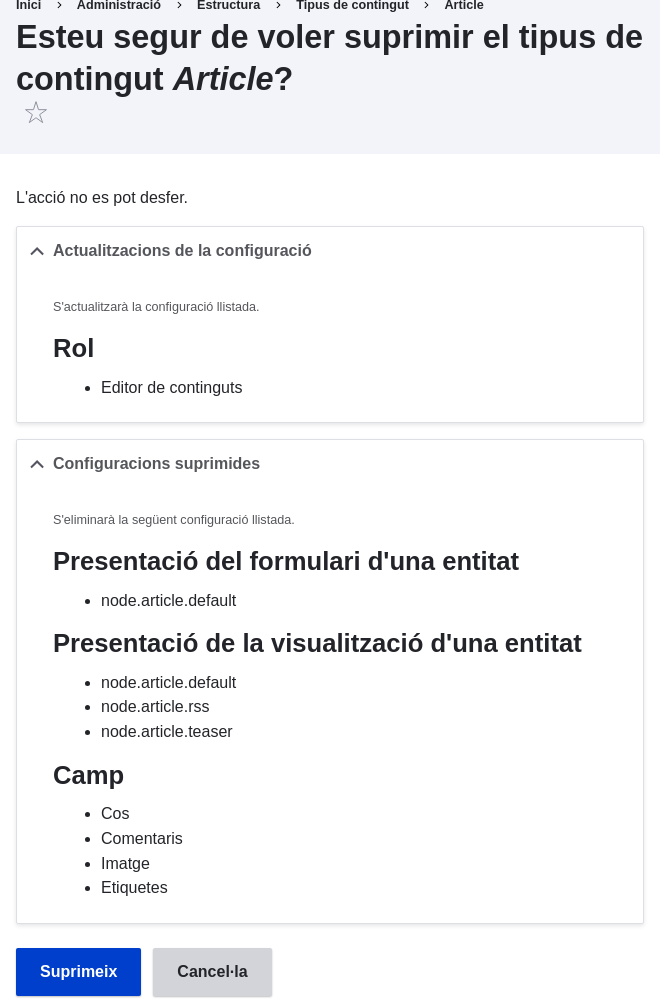 Inici > Administració > Estructura > Tipus de contingut > Article
Esteu segur de voler suprimir el tipus de
contingut Article?
L'acció no es pot desfer.
Actualitzacions de la configuració
S'actualitzarà la configuració llistada.
Rol
• Editor de continguts
Configuracions suprimides
S'eliminarà la següent configuració llistada.
Presentació del formulari d'una entitat
• node.article.default
Presentació de la visualització d'una entitat
• node.article.default
• node.article.rss
• node.article.teaser
Camp
• Cos
• Comentaris
• Imatge
• Etiquetes
Suprimeix Cancel·la